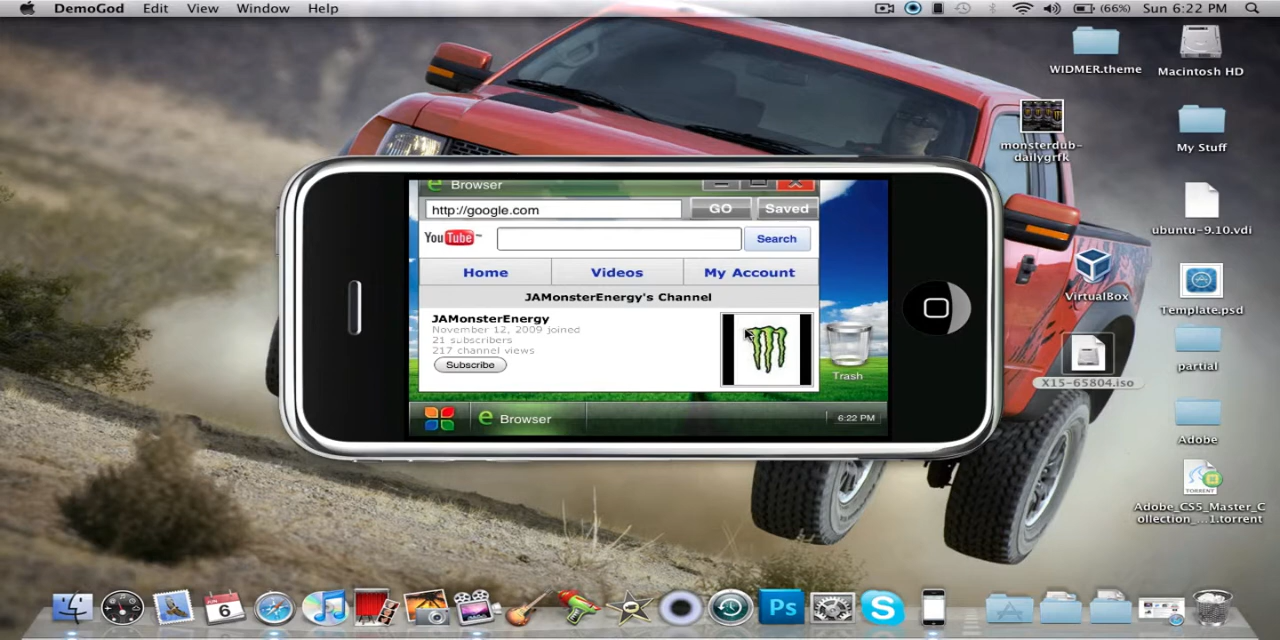 DemoGod Edit View Window Help
(66%) Sun 6:22 PM
WIDMER.theme
Macintosh HD
monsterdub-
dailygrfk
My Stuff
ubuntu-9.10.vdi
VirtualBox
Template.psd
X15-65804.iso
partial
Adobe
TORRENT
Adobe_CS5_Master_C
ollection_...1.torrent
Browser
http://google.com GO Saved
YouTube Search
Home Videos My Account
JAMonsterEnergy's Channel
JAMonsterEnergy
November 12, 2009 joined
21 subscribers
217 channel views
Subscribe
Trash
Browser 6:22 PM
6
Ps